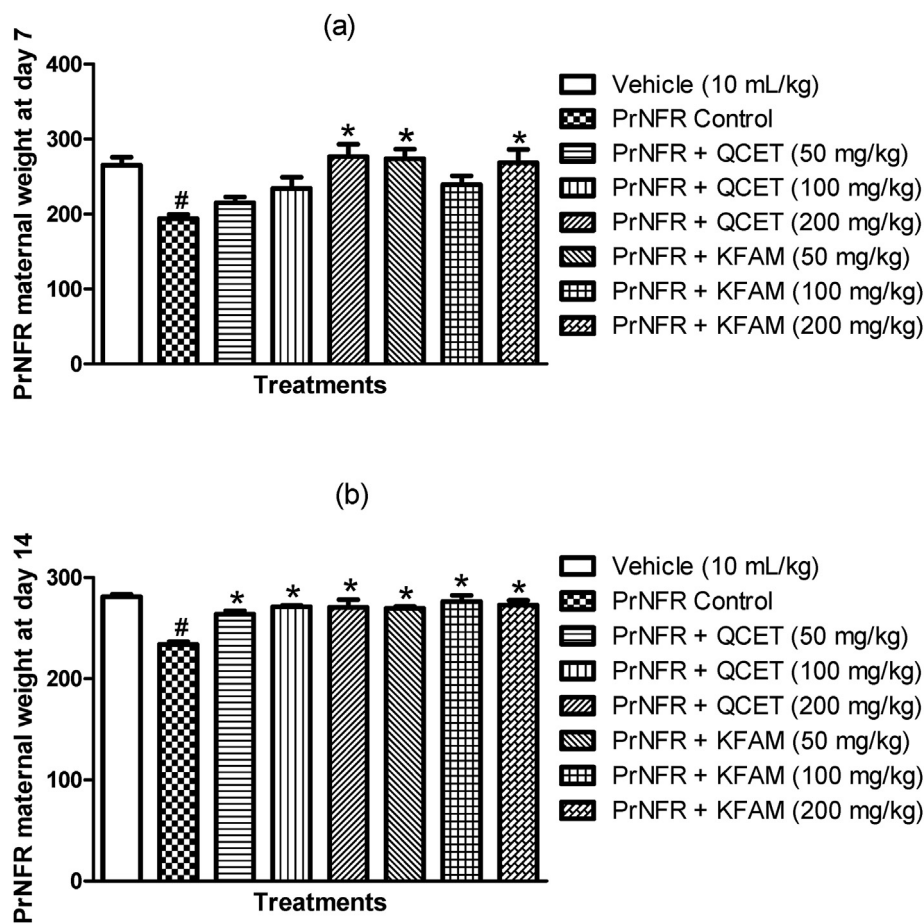 (a)
PrNFR maternal weight at day 7
400
300
200
100
0
#
*
*
*
Treatments
Vehicle (10 mL/kg)
PrNFR Control
PrNFR + QCET (50 mg/kg)
PrNFR + QCET (100 mg/kg)
PrNFR + QCET (200 mg/kg)
PrNFR + KFAM (50 mg/kg)
PrNFR + KFAM (100 mg/kg)
PrNFR + KFAM (200 mg/kg)
(b)
PrNFR maternal weight at day 14
300
200
100
0
#
*
*
*
*
*
*
Treatments
Vehicle (10 mL/kg)
PrNFR Control
PrNFR + QCET (50 mg/kg)
PrNFR + QCET (100 mg/kg)
PrNFR + QCET (200 mg/kg)
PrNFR + KFAM (50 mg/kg)
PrNFR + KFAM (100 mg/kg)
PrNFR + KFAM (200 mg/kg)